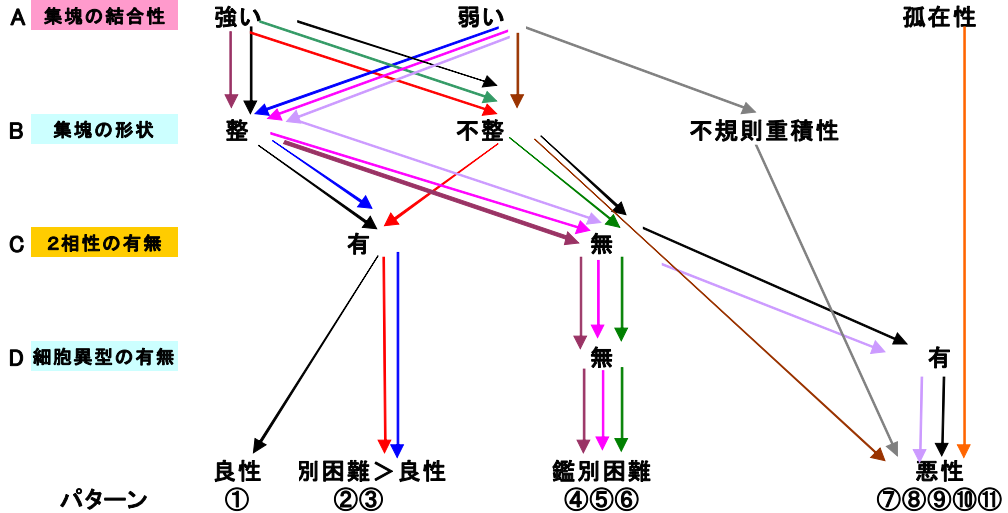 A 集塊の結合性 強い 弱い 孤在性
B 集塊の形状 整 不整 不規則重積性
C 2相性の有無 有 無
D 細胞異型の有無 無 有
良性 別困難＞良性 鑑別困難 悪性
パターン ① ②③ ④⑤⑥ ⑦⑧⑨⑩⑪